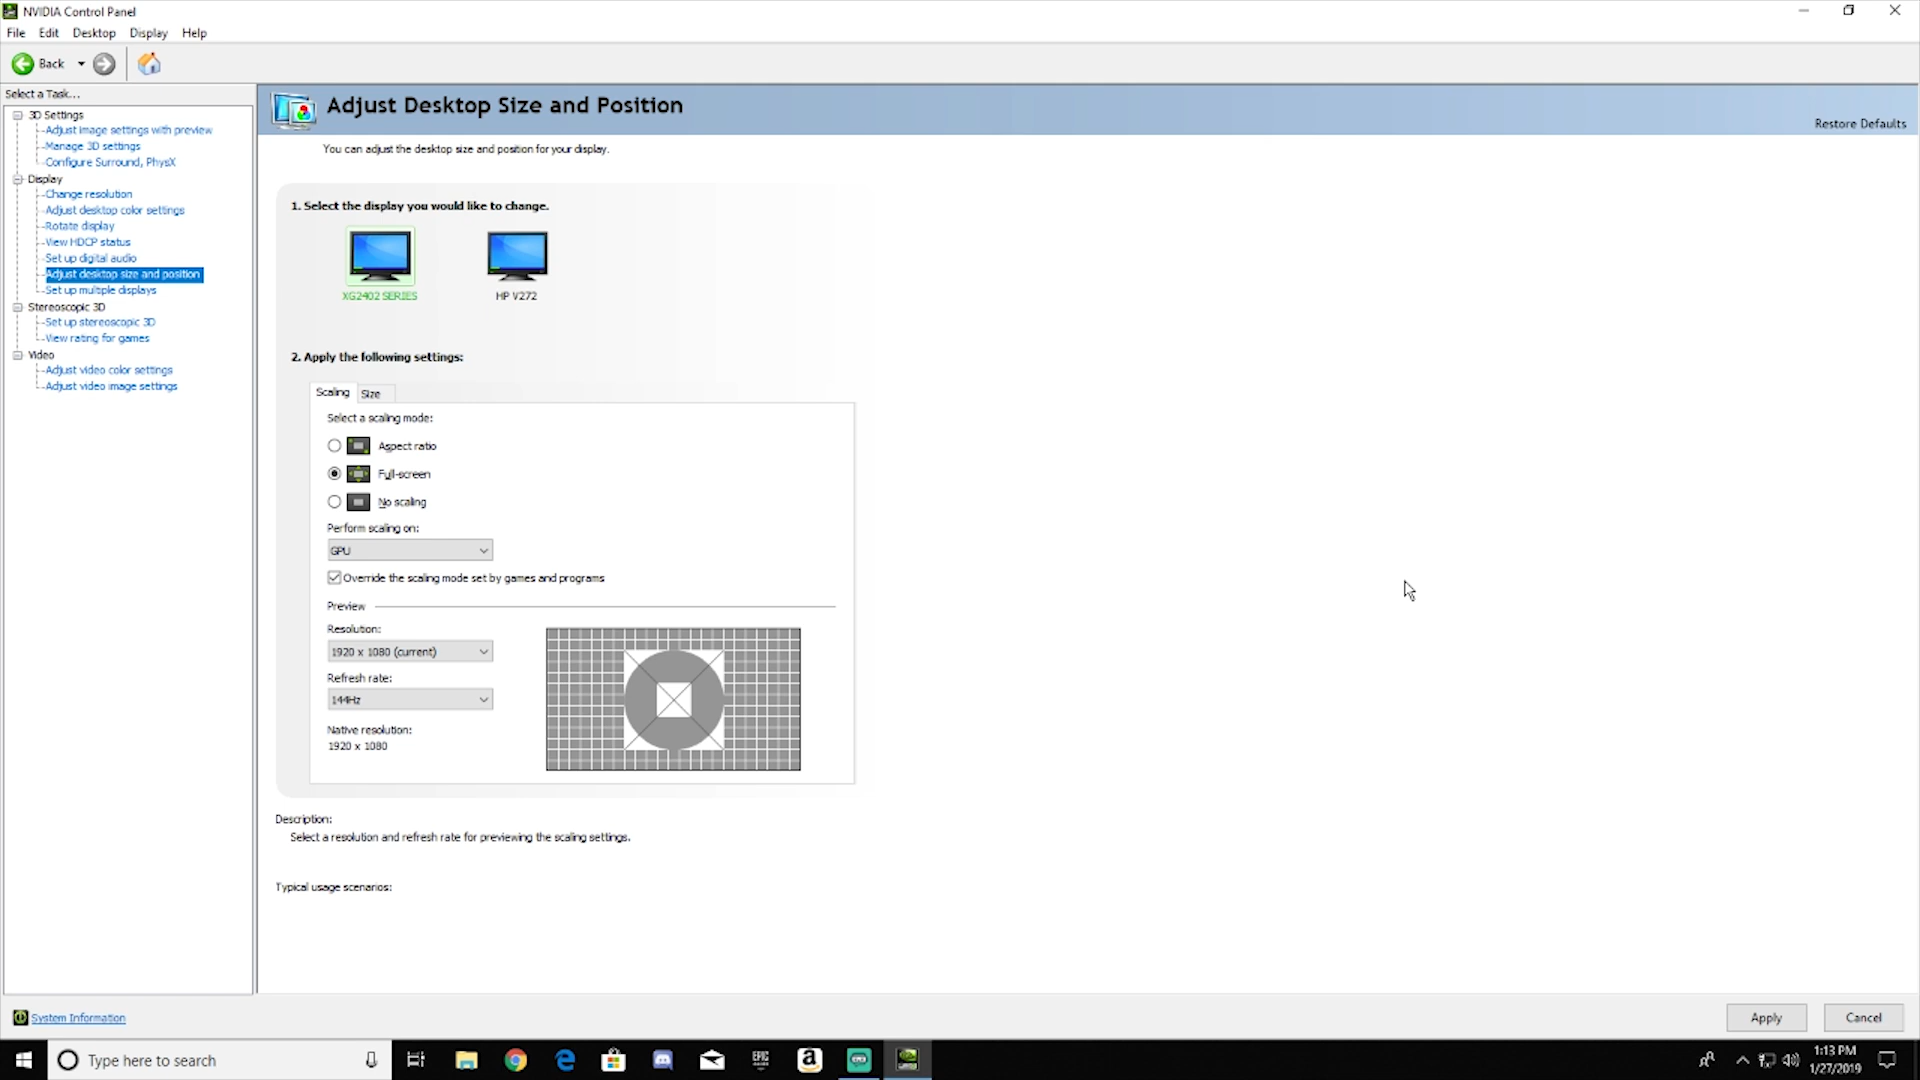 NVIDIA Control Panel
File Edit Desktop Display Help
Back
Select a Task...
3D Settings
Adjust image settings with preview
Manage 3D settings
Configure Surround, PhysX
Display
Change resolution
Adjust desktop color settings
Rotate display
View HDCP status
Set up digital audio
Adjust desktop size and position
Set up multiple displays
Stereoscopic 3D
Set up stereoscopic 3D
View rating for games
Video
Adjust video color settings
Adjust video image settings
System Information
Adjust Desktop Size and Position
Restore Defaults
You can adjust the desktop size and position for your display.
1. Select the display you would like to change.
XG2402 SERIES HP V272
2. Apply the following settings:
Scaling Size
Select a scaling mode:
Aspect ratio
Full-screen
No scaling
Perform scaling on:
GPU
Override the scaling mode set by games and programs
Preview
Resolution:
1920 x 1080 (current)
Refresh rate:
144Hz
Native resolution:
1920 x 1080
Description:
Select a resolution and refresh rate for previewing the scaling settings.
Typical usage scenarios:
Apply Cancel
Type here to search
EPIC
a
1:13 PM
1/27/2019